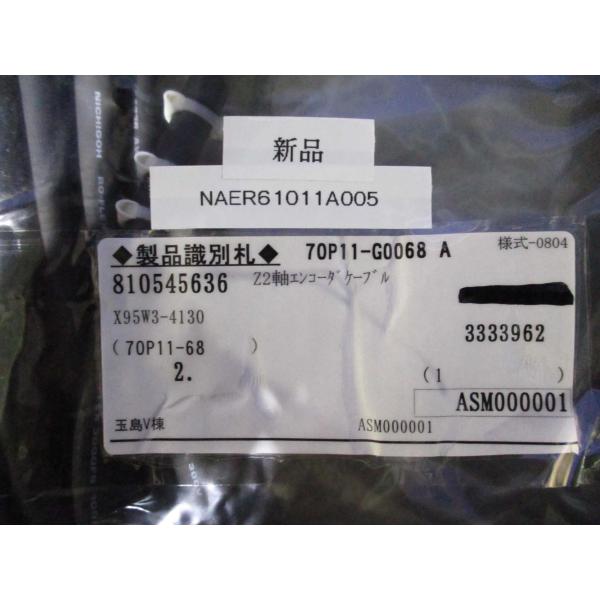 新品
NAER61011A005
◆製品識別札◆ 70P11-G0068 A 様式-0804
810545636 Z2軸エンコーダケーブル
X95W3-4130 3333962
(70P11-68 )
2. (1 )
ASM000001
玉島V棟 ASM000001
NICHIGOH
300V